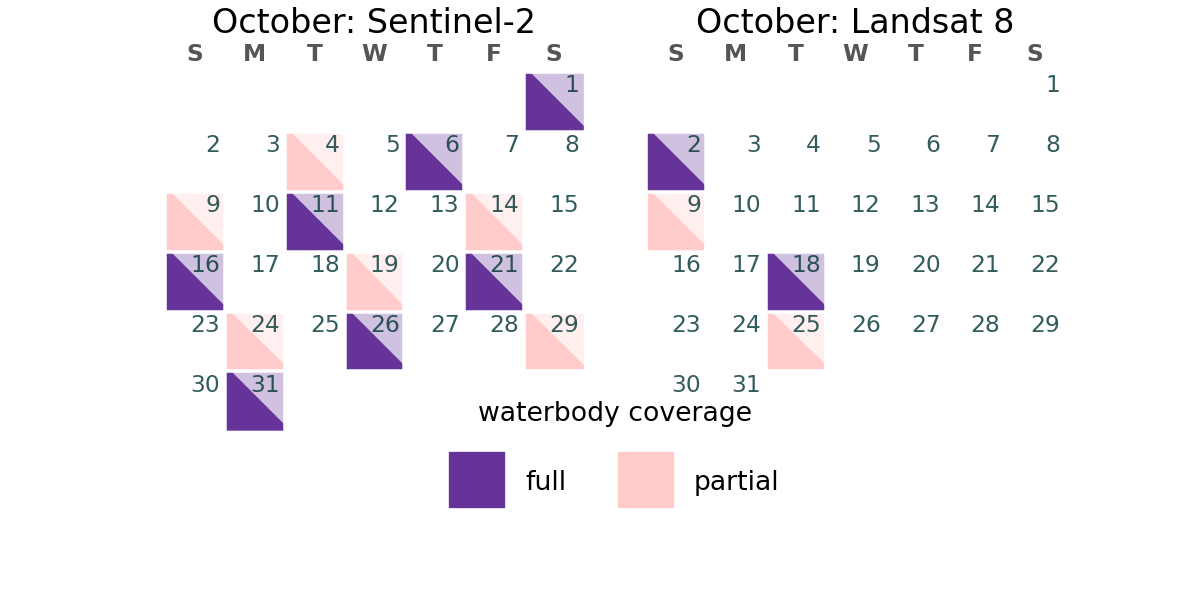 October: Sentinel-2
S M T W T F S
1
2 3 4 5 6 7 8
9 10 11 12 13 14 15
16 17 18 19 20 21 22
23 24 25 26 27 28 29
30 31
October: Landsat 8
S M T W T F S
1
2 3 4 5 6 7 8
9 10 11 12 13 14 15
16 17 18 19 20 21 22
23 24 25 26 27 28 29
30 31
waterbody coverage
full partial